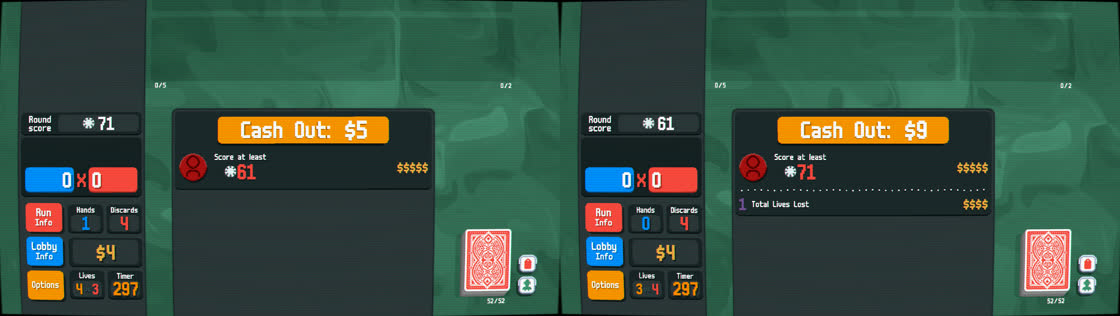 0/5
0/2
Round
score
71
Cash Out: $5
Score at least
61
$$$$$
0 X 0
Run
Info
Hands
1
Discards
4
Lobby
Info
$4
Options
Lives
4 3
Timer
297
52/52
0/5
0/2
Round
score
61
Cash Out: $9
Score at least
71
$$$$$
1 Total Lives Lost
$$$$
0 X 0
Run
Info
Hands
0
Discards
4
Lobby
Info
$4
Options
Lives
3 4
Timer
297
52/52